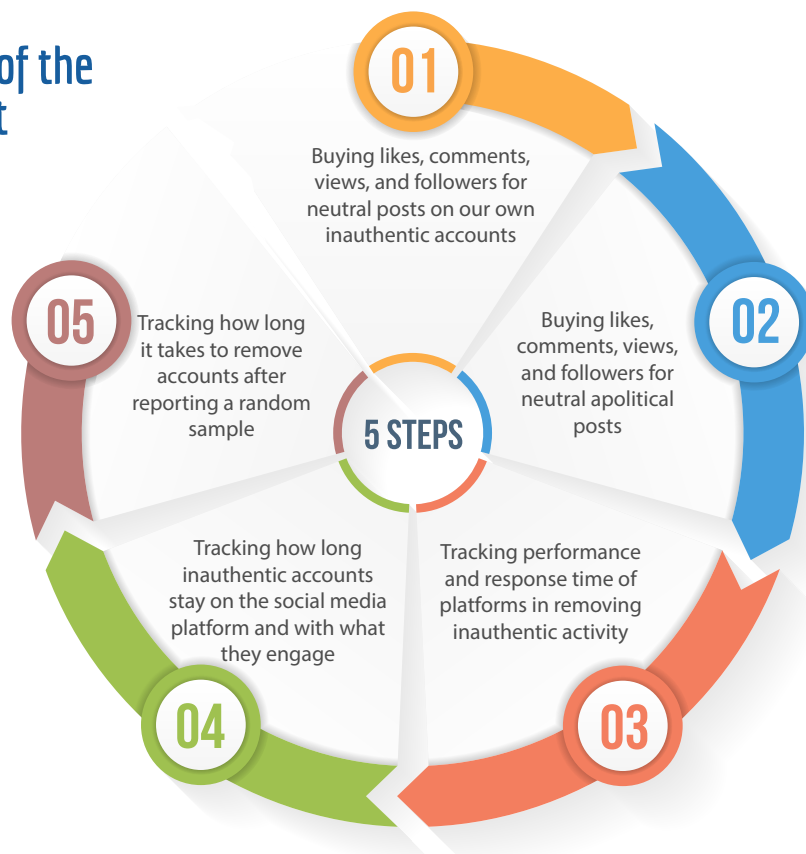 of the
t
01
Buying likes, comments,
views, and followers for
neutral posts on our own
inauthentic accounts
02
Buying likes,
comments, views,
and followers for
neutral apolitical
posts
03
Tracking performance
and response time of
platforms in removing
inauthentic activity
04
Tracking how long
inauthentic accounts
stay on the social media
platform and with what
they engage
05
Tracking how long
it takes to remove
accounts after
reporting a random
sample
5 STEPS